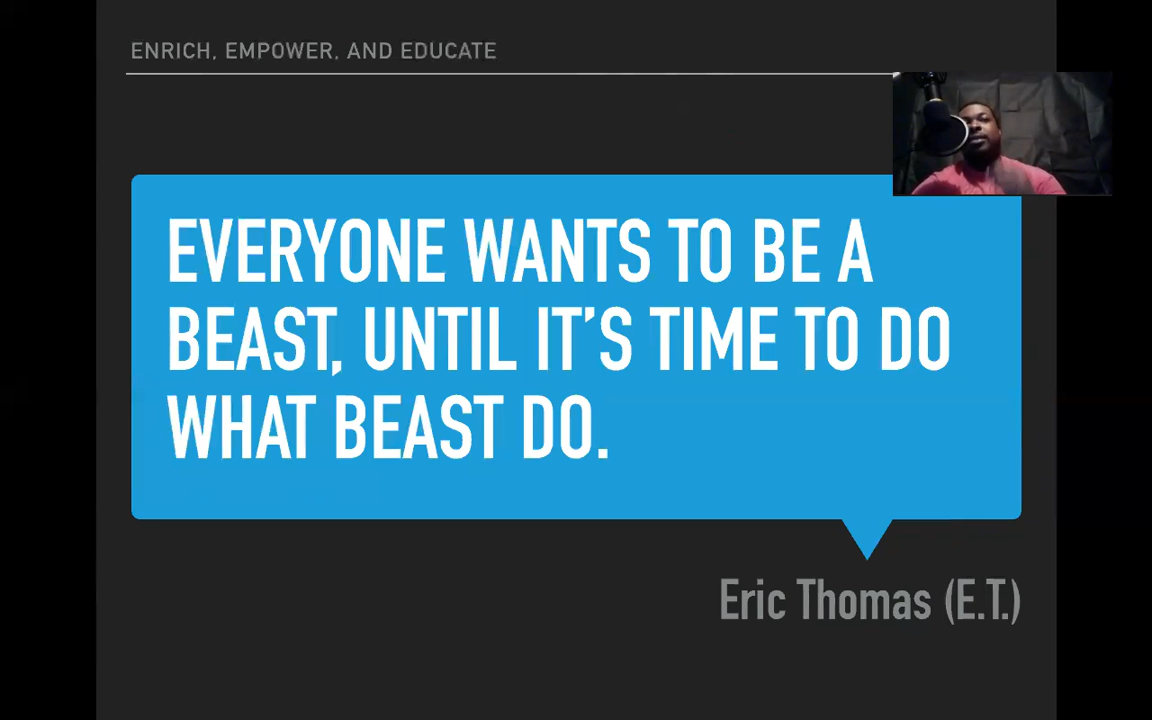 ENRICH, EMPOWER, AND EDUCATE
EVERYONE WANTS TO BE A
BEAST, UNTIL IT’S TIME TO DO
WHAT BEAST DO.
Eric Thomas (E.T.)